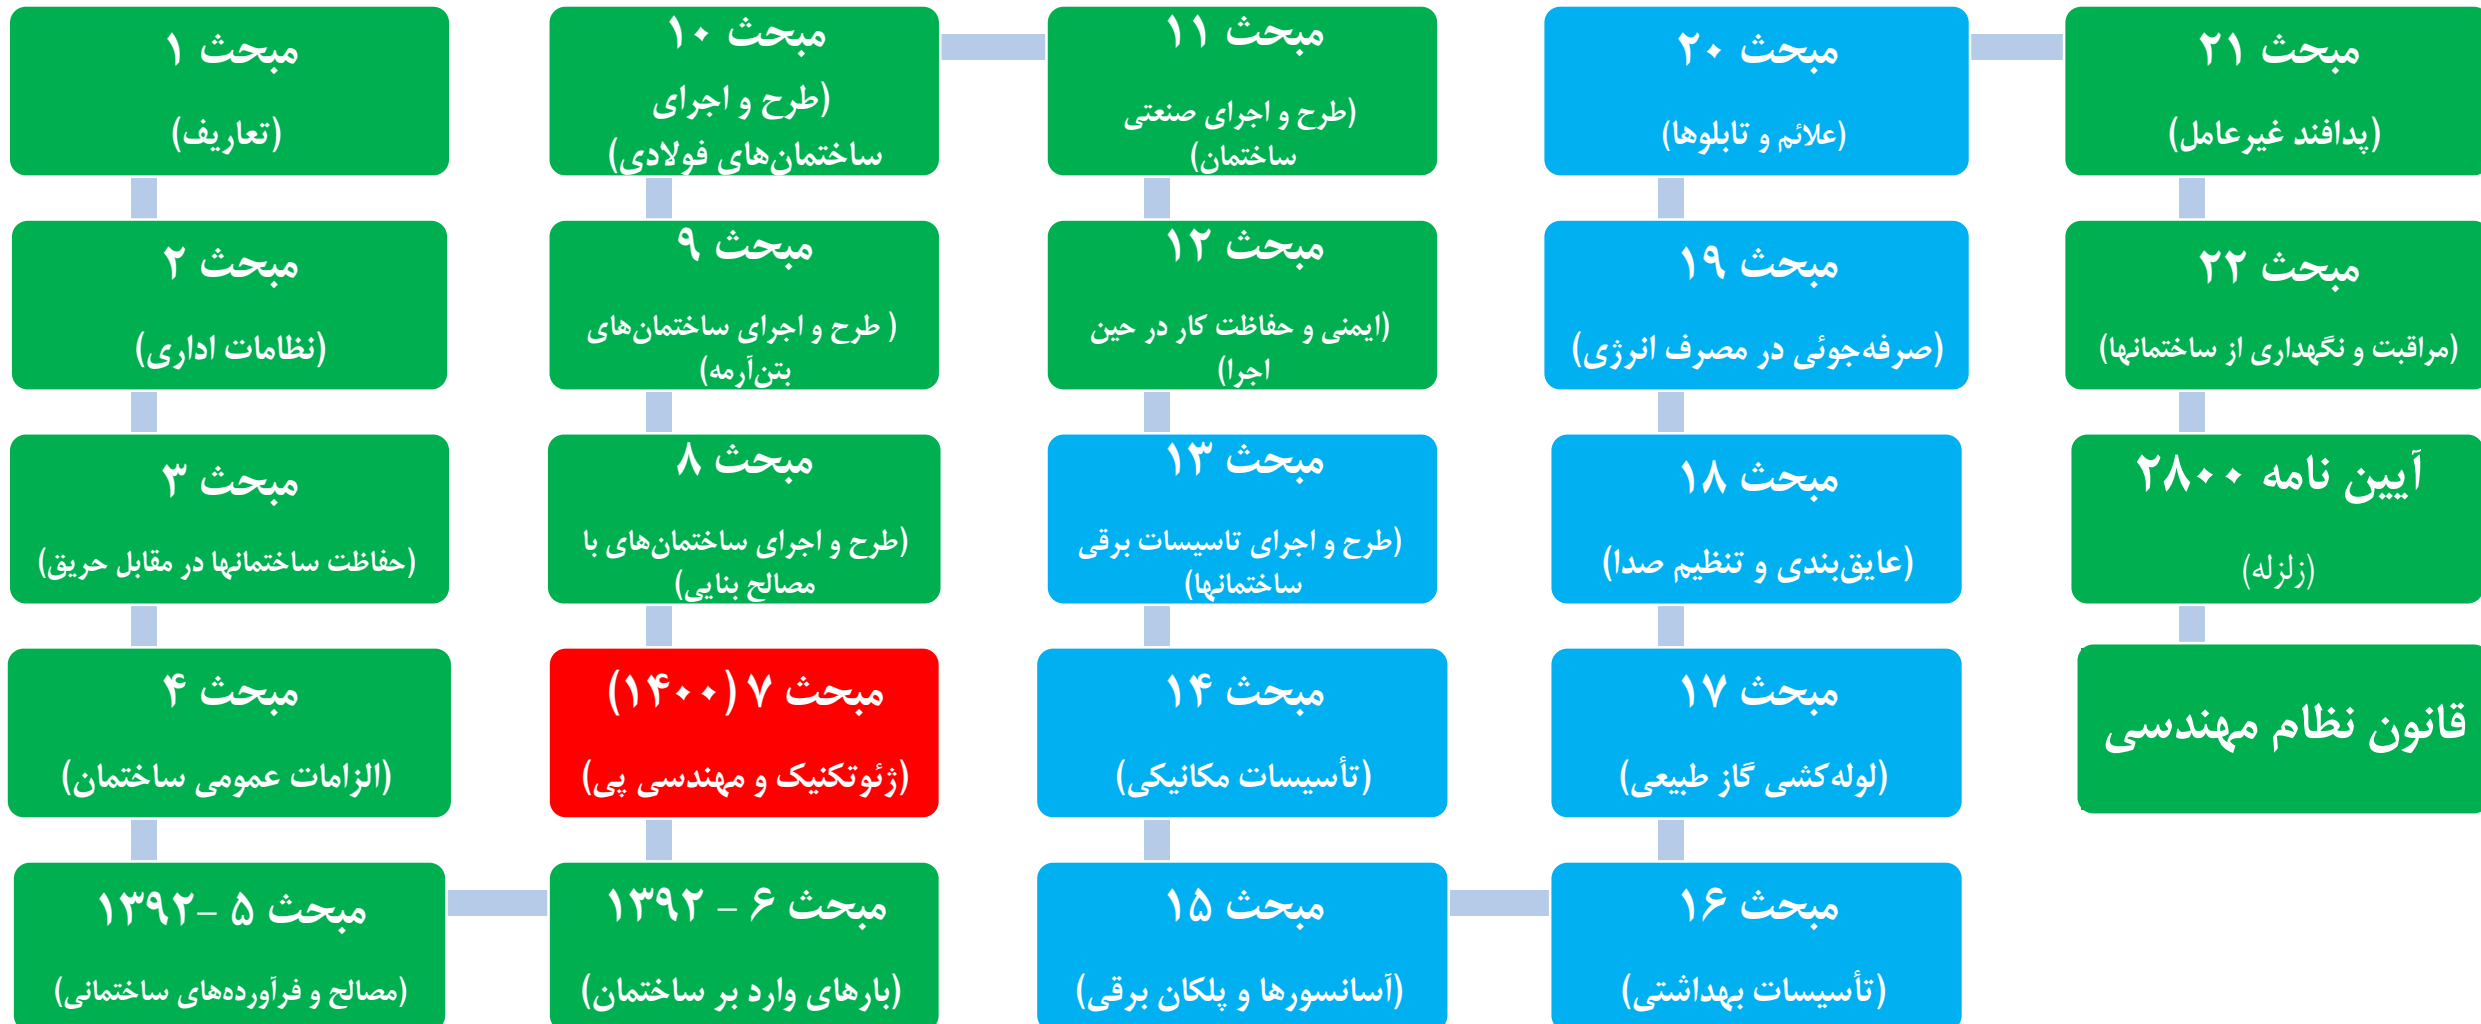 مبحث ۱
(تعاریف)
مبحث ۲
(نظامات اداری)
مبحث ۳
(حفاظت ساختمانها در مقابل حریق)
مبحث ۴
(الزامات عمومی ساختمان)
مبحث ۵ –۱۳۹۲
(مصالح و فرآورده‌های ساختمانی)
مبحث ۶ – ۱۳۹۲
(بارهای وارد بر ساختمان)
مبحث ۷ (۱۴۰۰)
(ژئوتکنیک و مهندسی پی)
مبحث ۸
(طرح و اجرای ساختمان‌های با
مصالح بنایی)
مبحث ۹
( طرح و اجرای ساختمان‌های
بتن‌آرمه)
مبحث ۱۰
(طرح و اجرای
ساختمان‌های فولادی)
مبحث ۱۱
(طرح و اجرای صنعتی
ساختمان)
مبحث ۱۲
(ایمنی و حفاظت کار در حین
اجرا)
مبحث ۱۳
(طرح و اجرای تاسیسات برقی
ساختمانها)
مبحث ۱۴
(تأسیسات مکانیکی)
مبحث ۱۵
(آسانسورها و پلکان برقی)
مبحث ۱۶
(تأسیسات بهداشتی)
مبحث ۱۷
(لوله‌کشی گاز طبیعی)
مبحث ۱۸
(عایق‌بندی و تنظیم صدا)
مبحث ۱۹
(صرفه‌جوئی در مصرف انرژی)
مبحث ۲۰
(علائم و تابلوها)
مبحث ۲۱
(پدافند غیرعامل)
مبحث ۲۲
(مراقبت و نگهداری از ساختمانها)
آیین نامه ۲۸۰۰
(زلزله)
قانون نظام مهندسی